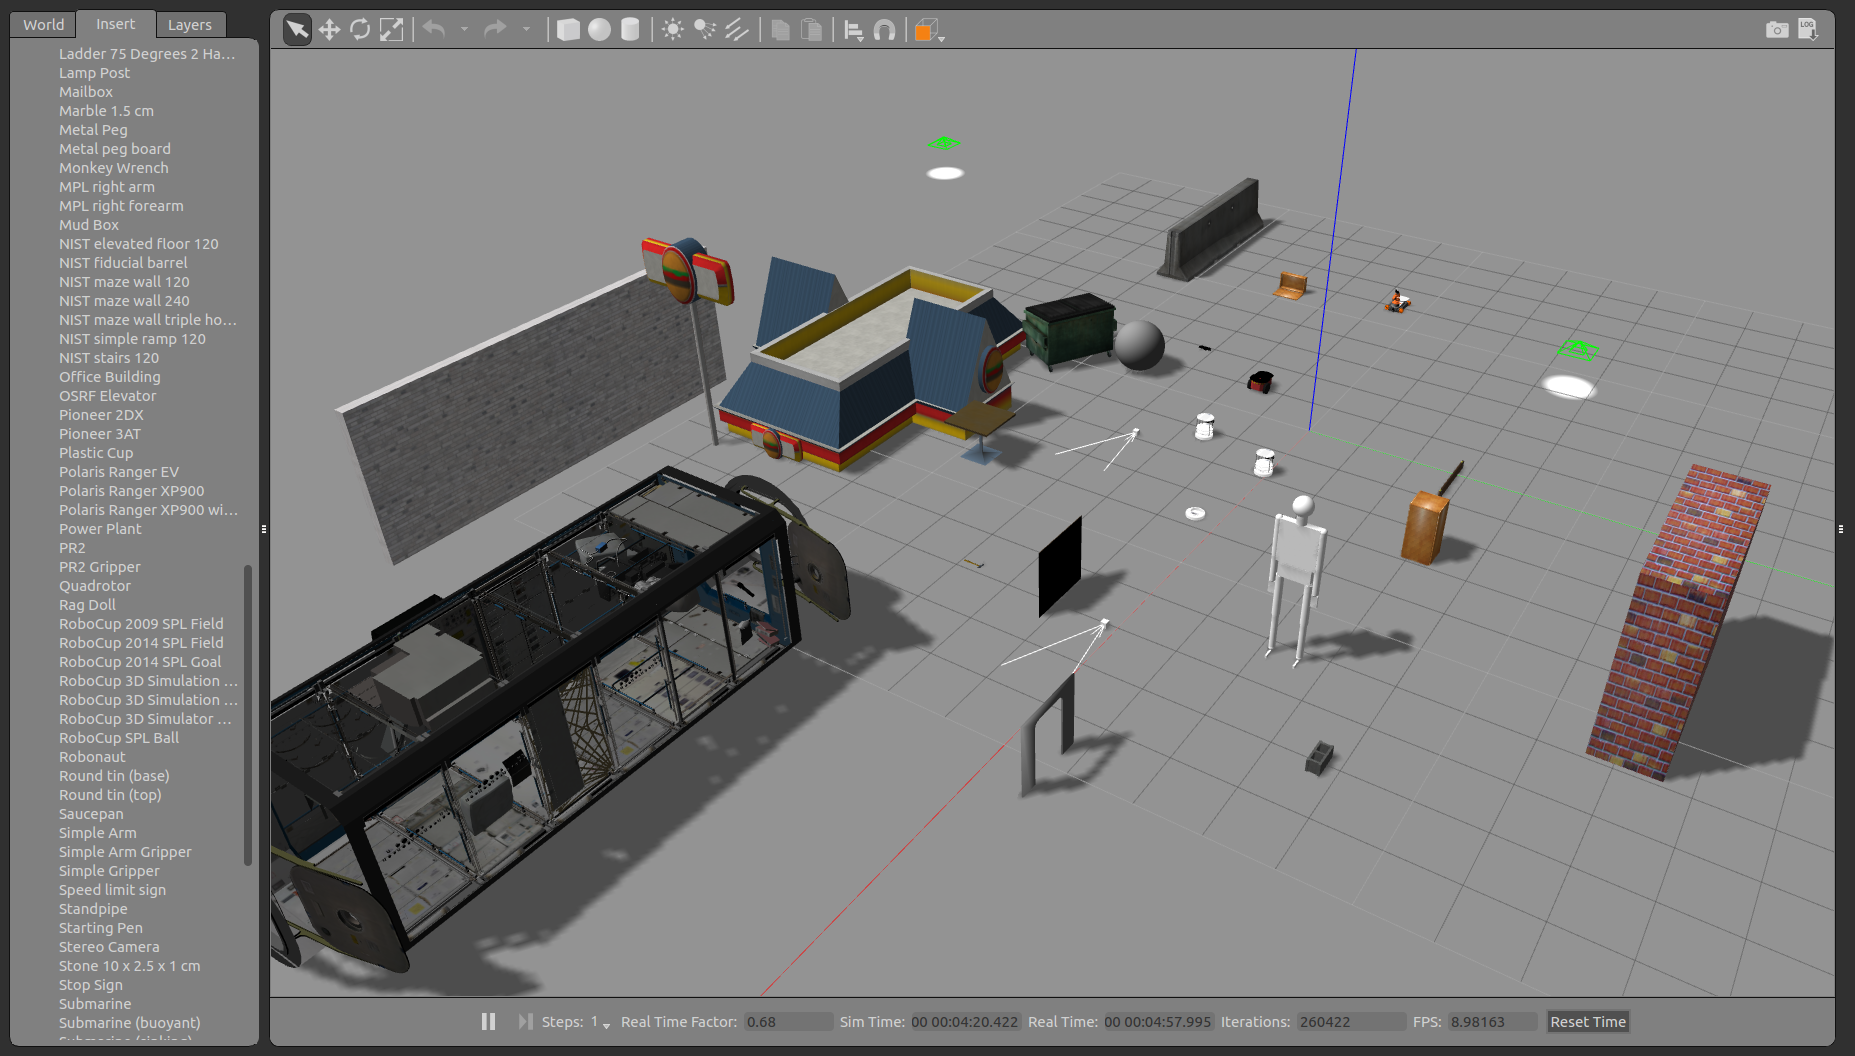 World Insert Layers
LOG
Ladder 75 Degrees 2 Ha...
Lamp Post
Mailbox
Marble 1.5 cm
Metal Peg
Metal peg board
Monkey Wrench
MPL right arm
MPL right forearm
Mud Box
NIST elevated floor 120
NIST fiducial barrel
NIST maze wall 120
NIST maze wall 240
NIST maze wall triple ho...
NIST simple ramp 120
NIST stairs 120
Office Building
OSRF Elevator
Pioneer 2DX
Pioneer 3AT
Plastic Cup
Polaris Ranger EV
Polaris Ranger XP900
Polaris Ranger XP900 wi...
Power Plant
PR2
PR2 Gripper
Quadrotor
Rag Doll
RoboCup 2009 SPL Field
RoboCup 2014 SPL Field
RoboCup 2014 SPL Goal
RoboCup 3D Simulation ...
RoboCup 3D Simulation ...
RoboCup 3D Simulator ...
RoboCup SPL Ball
Robonaut
Round tin (base)
Round tin (top)
Saucepan
Simple Arm
Simple Arm Gripper
Simple Gripper
Speed limit sign
Standpipe
Starting Pen
Stereo Camera
Stone 10 x 2.5 x 1 cm
Stop Sign
Submarine
Submarine (buoyant)
Steps: 1 Real Time Factor: 0.68 Sim Time: 00 00:04:20.422 Real Time: 00 00:04:57.995 Iterations: 260422 FPS: 8.98163 Reset Time